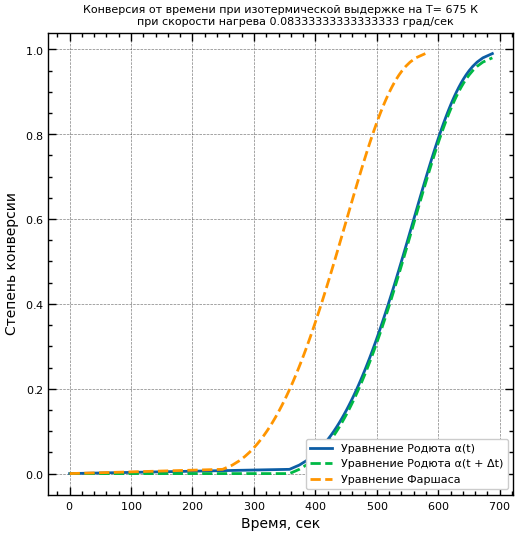 Конверсия от времени при изотермической выдержке на T= 675 К
при скорости нагрева 0.08333333333333333 град/сек
1.0
0.8
0.6
0.4
0.2
0.0
Степень конверсии
Уравнение Родюта α(t)
Уравнение Родюта α(t + Δt)
Уравнение Фаршаса
0 100 200 300 400 500 600 700
Время, сек